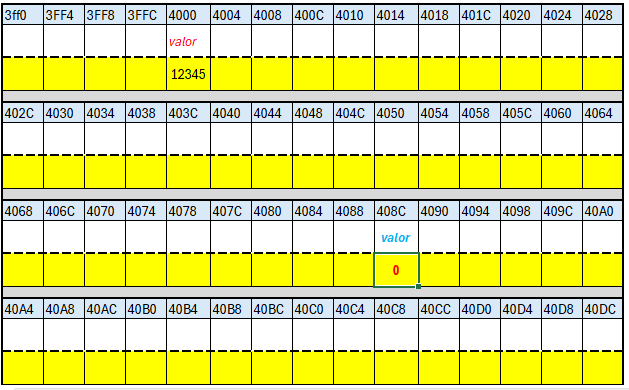 3ff0 3FF4 3FF8 3FFC 4000 4004 4008 400C 4010 4014 4018 401C 4020 4024 4028
valor
12345
402C 4030 4034 4038 403C 4040 4044 4048 404C 4050 4054 4058 405C 4060 4064
4068 406C 4070 4074 4078 407C 4080 4084 4088 408C 4090 4094 4098 409C 40A0
valor
0
40A4 40A8 40AC 40B0 40B4 40B8 40BC 40C0 40C4 40C8 40CC 40D0 40D4 40D8 40DC